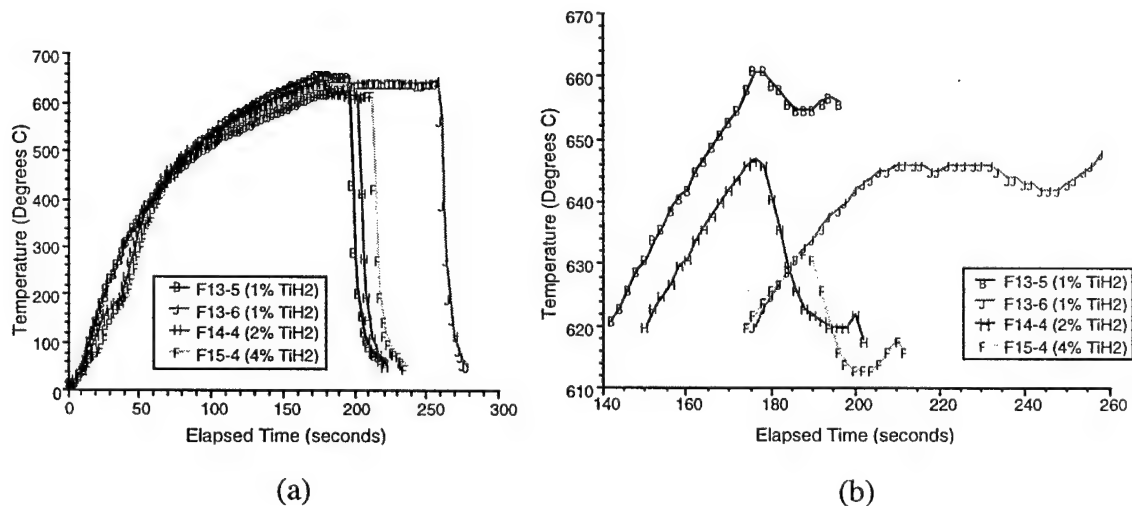 700
600
500
400
300
200
100
0
Temperature (Degrees C)
B F13-5 (1% TiH2)
J F13-6 (1% TiH2)
H F14-4 (2% TiH2)
F F15-4 (4% TiH2)
0 50 100 150 200 250 300
Elapsed Time (seconds)
(a)
670
660
650
640
630
620
610
Temperature (Degrees C)
B F13-5 (1% TiH2)
J F13-6 (1% TiH2)
H F14-4 (2% TiH2)
F F15-4 (4% TiH2)
140 160 180 200 220 240 260
Elapsed Time (seconds)
(b)